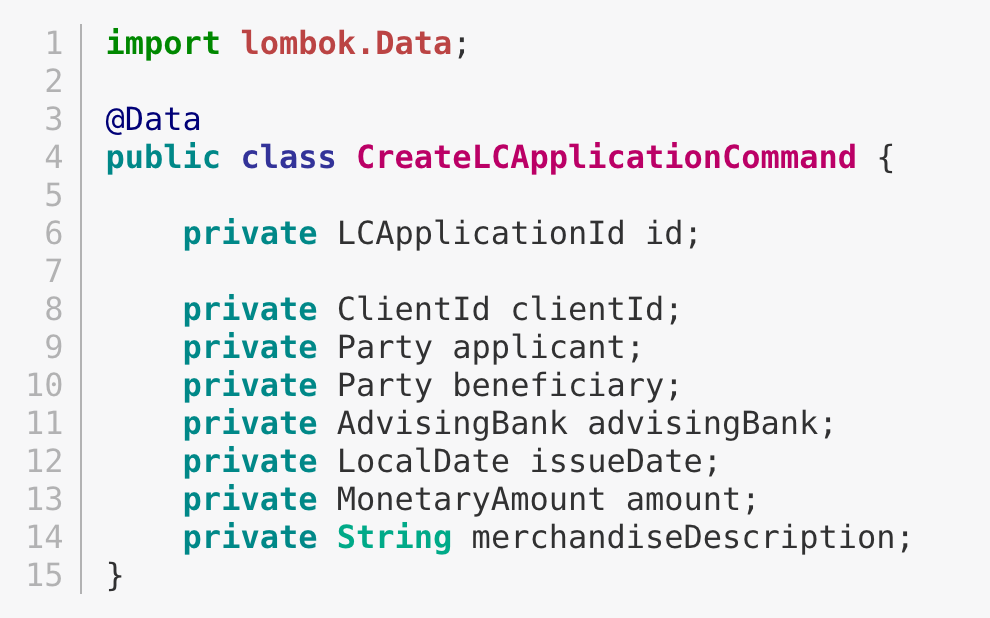 1 import lombok.Data;
2
3 @Data
4 public class CreateLCApplicationCommand {
5
6     private LCApplicationId id;
7
8     private ClientId clientId;
9     private Party applicant;
10     private Party beneficiary;
11     private AdvisingBank advisingBank;
12     private LocalDate issueDate;
13     private MonetaryAmount amount;
14     private String merchandiseDescription;
15 }